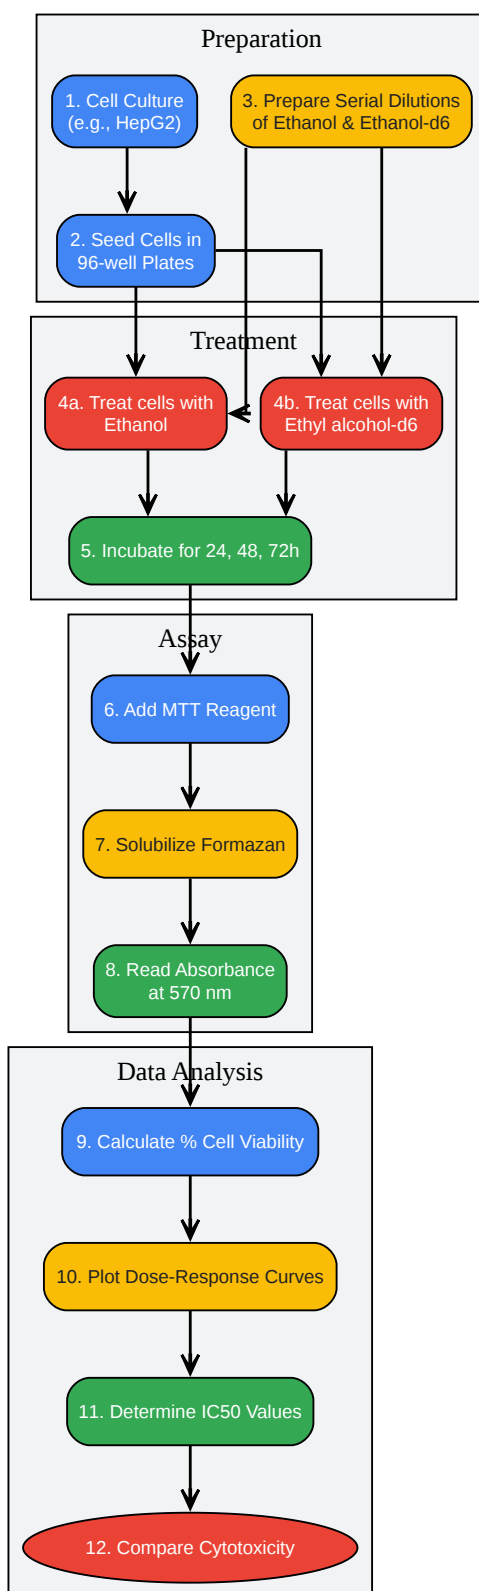 Preparation
1. Cell Culture
(e.g., HepG2)
3. Prepare Serial Dilutions
of Ethanol & Ethanol-d6
2. Seed Cells in
96-well Plates
Treatment
4a. Treat cells with
Ethanol
4b. Treat cells with
Ethyl alcohol-d6
5. Incubate for 24, 48, 72h
Assay
6. Add MTT Reagent
7. Solubilize Formazan
8. Read Absorbance
at 570 nm
Data Analysis
9. Calculate % Cell Viability
10. Plot Dose-Response Curves
11. Determine IC50 Values
12. Compare Cytotoxicity